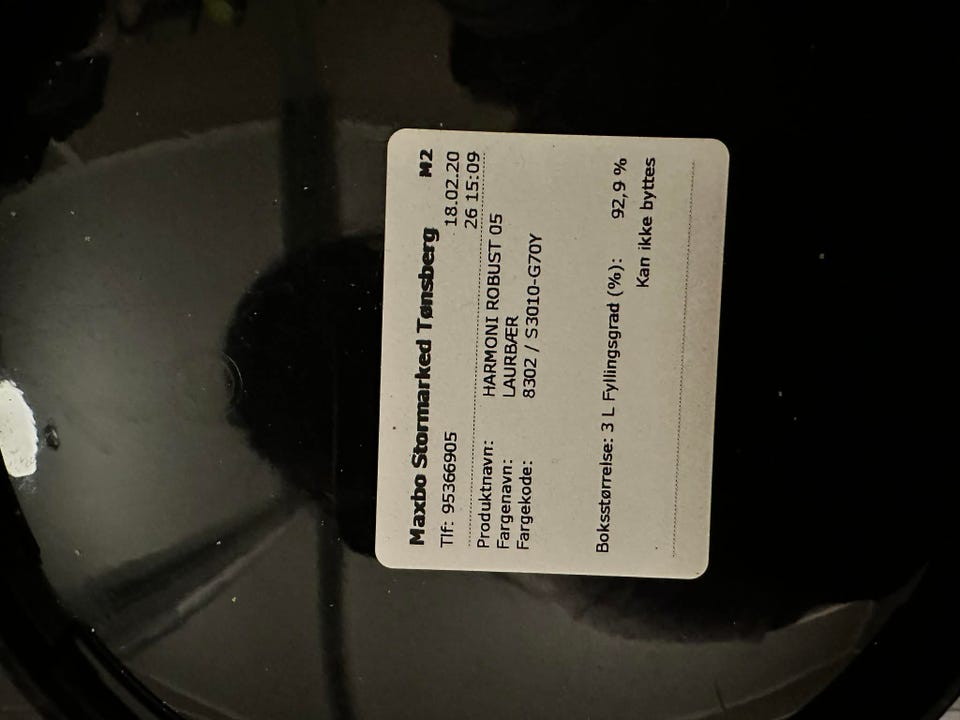 Maxbo Stormarked Tønsberg M2
Tlf: 95366905 18.02.20
26 15:09
Produktnavn: HARMONI ROBUST 05
Fargenavn: LAURBÆR
Fargekode: 8302 / S3010-G70Y
Boksstørrelse: 3 L Fyllingsgrad (%): 92,9 %
Kan ikke byttes